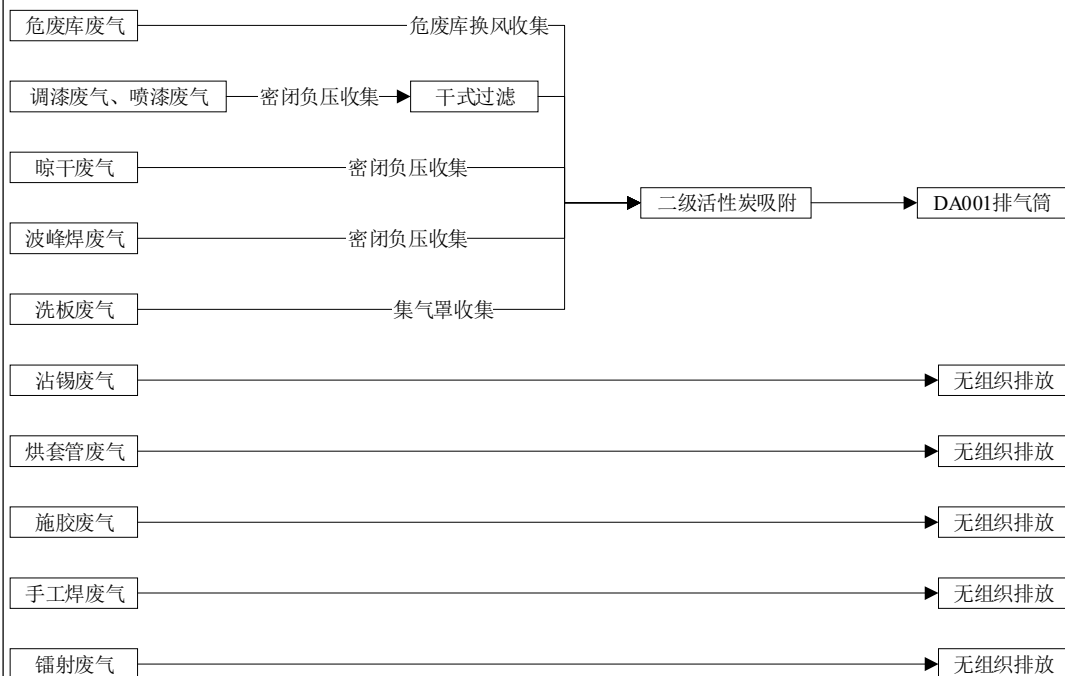 危废库废气 危废库换风收集
调漆废气、喷漆废气 密闭负压收集 干式过滤
晾干废气 密闭负压收集
二级活性炭吸附 DA001排气筒
波峰焊废气 密闭负压收集
洗板废气 集气罩收集
沾锡废气 无组织排放
烘套管废气 无组织排放
施胶废气 无组织排放
手工焊废气 无组织排放
镭射废气 无组织排放